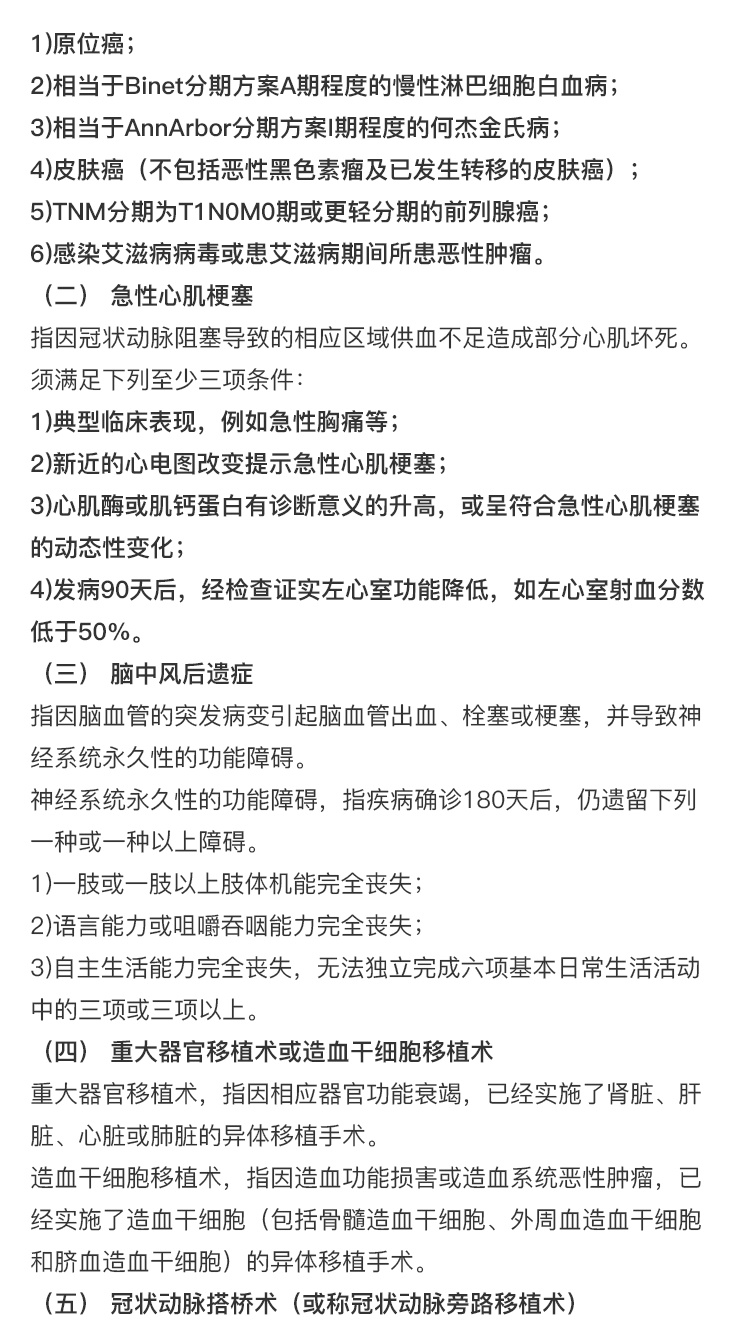 1)原位癌；
2)相当于Binet分期方案A期程度的慢性淋巴细胞白血病；
3)相当于AnnArbor分期方案I期程度的何杰金氏病；
4)皮肤癌（不包括恶性黑色素瘤及已发生转移的皮肤癌）；
5)TNM分期为T1N0M0期或更轻分期的前列腺癌；
6)感染艾滋病病毒或患艾滋病期间所患恶性肿瘤。
（二） 急性心肌梗塞
指因冠状动脉阻塞导致的相应区域供血不足造成部分心肌坏死。
须满足下列至少三项条件：
1)典型临床表现，例如急性胸痛等；
2)新近的心电图改变提示急性心肌梗塞；
3)心肌酶或肌钙蛋白有诊断意义的升高，或呈符合急性心肌梗塞
的动态性变化；
4)发病90天后，经检查证实左心室功能降低，如左心室射血分数
低于50%。
（三） 脑中风后遗症
指因脑血管的突发病变引起脑血管出血、栓塞或梗塞，并导致神
经系统永久性的功能障碍。
神经系统永久性的功能障碍，指疾病确诊180天后，仍遗留下列
一种或一种以上障碍。
1)一肢或一肢以上肢体机能完全丧失；
2)语言能力或咀嚼吞咽能力完全丧失；
3)自主生活能力完全丧失，无法独立完成六项基本日常生活活动
中的三项或三项以上。
（四） 重大器官移植术或造血干细胞移植术
重大器官移植术，指因相应器官功能衰竭，已经实施了肾脏、肝
脏、心脏或肺脏的异体移植手术。
造血干细胞移植术，指因造血功能损害或造血系统恶性肿瘤，已
经实施了造血干细胞（包括骨髓造血干细胞、外周血造血干细胞
和脐血造血干细胞）的异体移植手术。
（五） 冠状动脉搭桥术（或称冠状动脉旁路移植术）